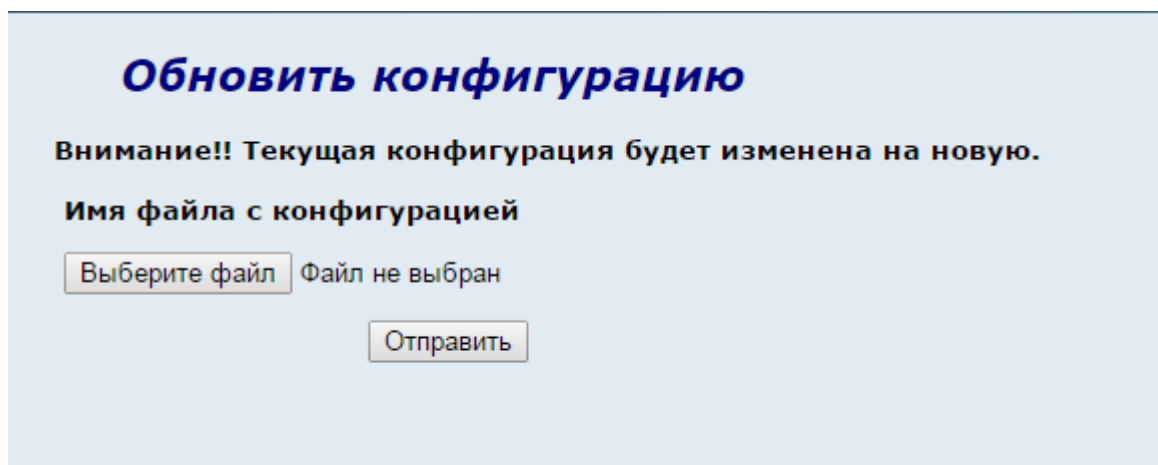 Обновить конфигурацию
Внимание!! Текущая конфигурация будет изменена на новую.
Имя файла с конфигурацией
Выберите файл Файл не выбран
Отправить